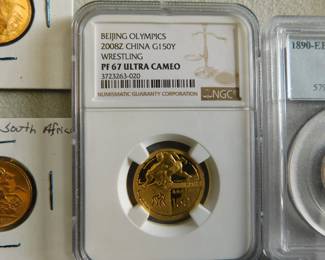 BEIJING OLYMPICS
2008Z CHINA G150Y
WRESTLING
PF 67 ULTRA CAMEO
3723263-020
NUMISMATIC GUARANTY CORPORATION
NGC
South Afric
1890-E
579